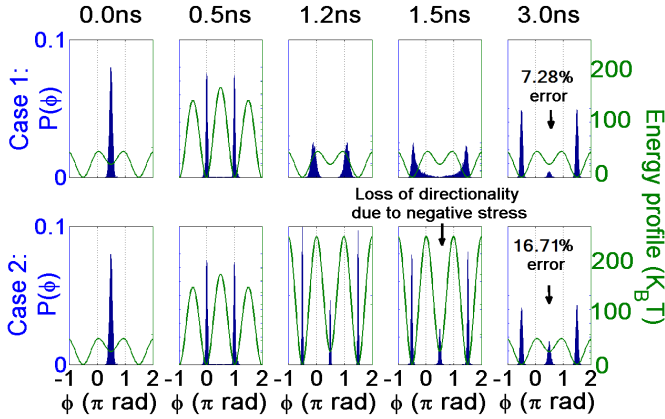 0.0ns 0.5ns 1.2ns 1.5ns 3.0ns
Case 1:
P(ϕ)
0.1
0
7.28%
error
200
100
0
Loss of directionality
due to negative stress
Case 2:
P(ϕ)
0.1
0
16.71%
error
200
100
0
Energy profile (K_BT)
-1 0 1 2 -1 0 1 2 -1 0 1 2 -1 0 1 2 -1 0 1 2
ϕ (π rad) ϕ (π rad) ϕ (π rad) ϕ (π rad) ϕ (π rad)